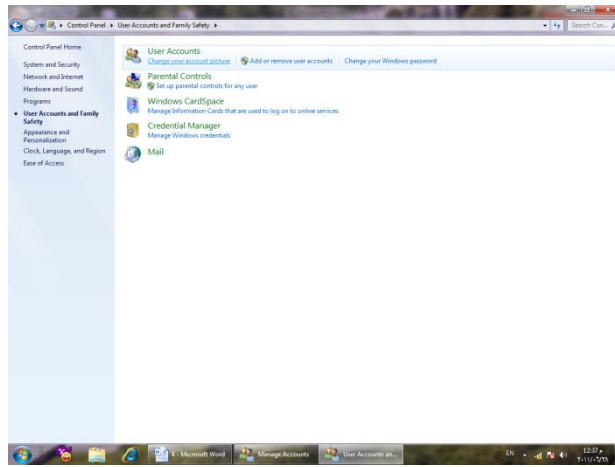 Control Panel ▸ User Accounts and Family Safety ▸
Search Con...
Control Panel Home
System and Security
Network and Internet
Hardware and Sound
Programs
User Accounts and Family
Safety
Appearance and
Personalization
Clock, Language, and Region
Ease of Access
User Accounts
Change your account picture
Add or remove user accounts
Change your Windows password
Parental Controls
Set up parental controls for any user
Windows CardSpace
Manage Information Cards that are used to log on to online services
Credential Manager
Manage Windows credentials
Mail
4 - Microsoft Word
Manage Accounts
User Accounts an...
EN
12:37 م
٢٠١١/٠٦/٢٨